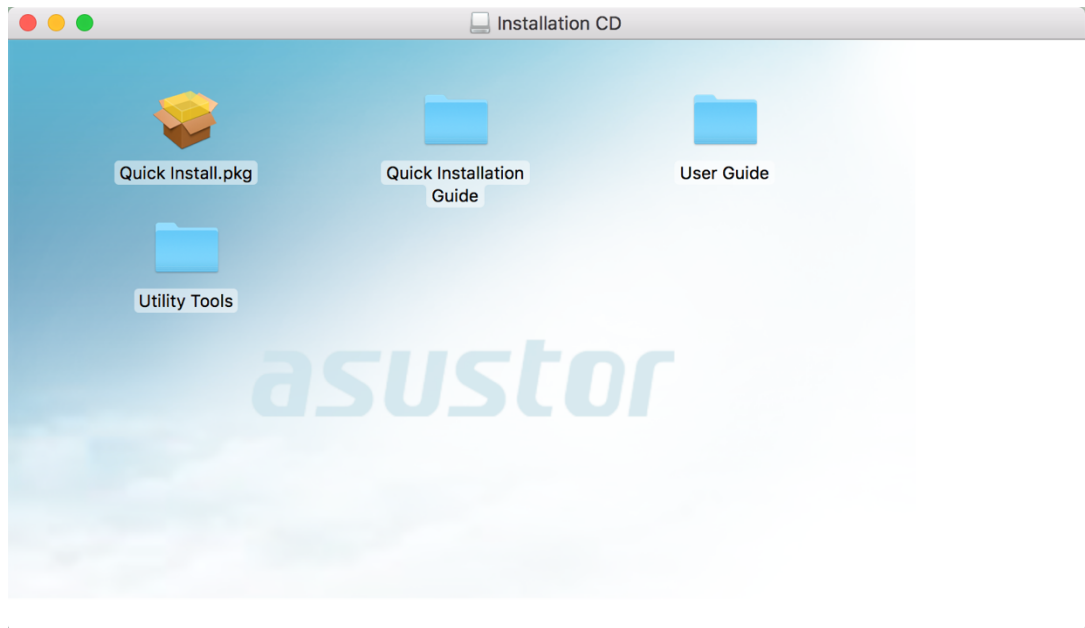 Installation CD
Quick Install.pkg
Quick Installation
Guide
User Guide
Utility Tools
asustor